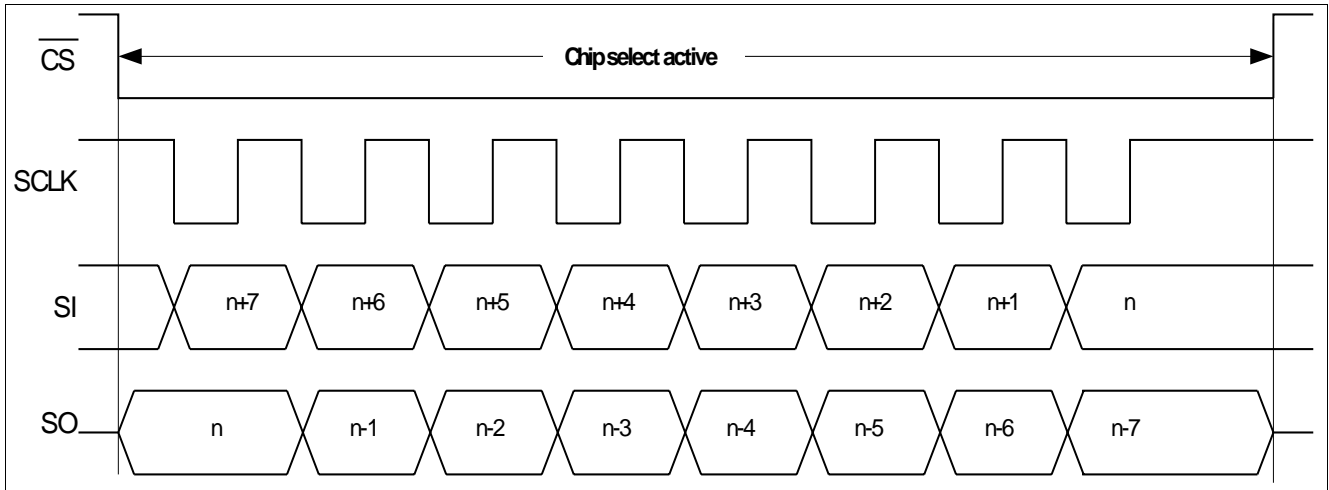 CS
Chip select active
SCLK
SI
n+7 n+6 n+5 n+4 n+3 n+2 n+1 n
SO
n n-1 n-2 n-3 n-4 n-5 n-6 n-7